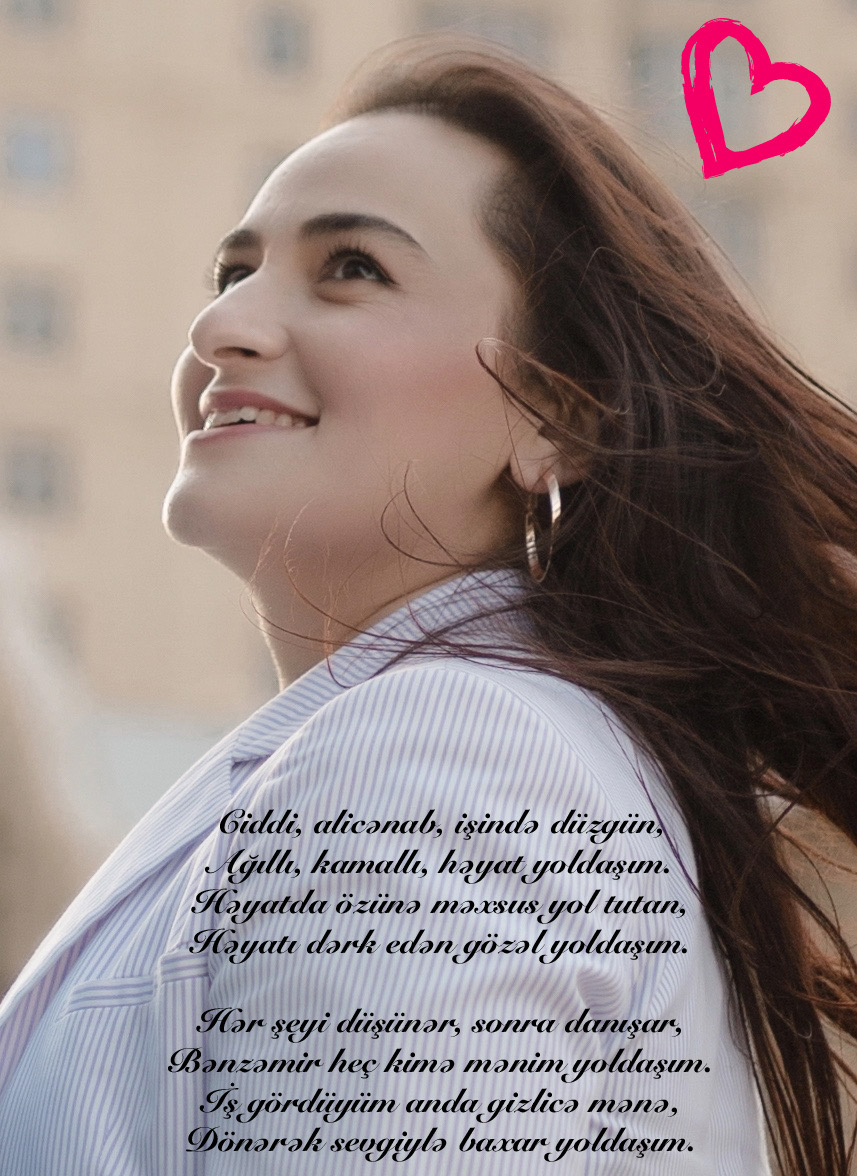 Ciddi, alicənab, işində düzgün,
Ağıllı, kamallı, həyat yoldaşım.
Həyatda özünə məxsus yol tutan,
Həyatı dərk edən gözəl yoldaşım.
Hər şeyi düşünər, sonra danışar,
Bənzəmir heç kimə mənim yoldaşım.
İş gördüyüm anda gizlicə mənə,
Dönərək sevgiylə baxar yoldaşım.